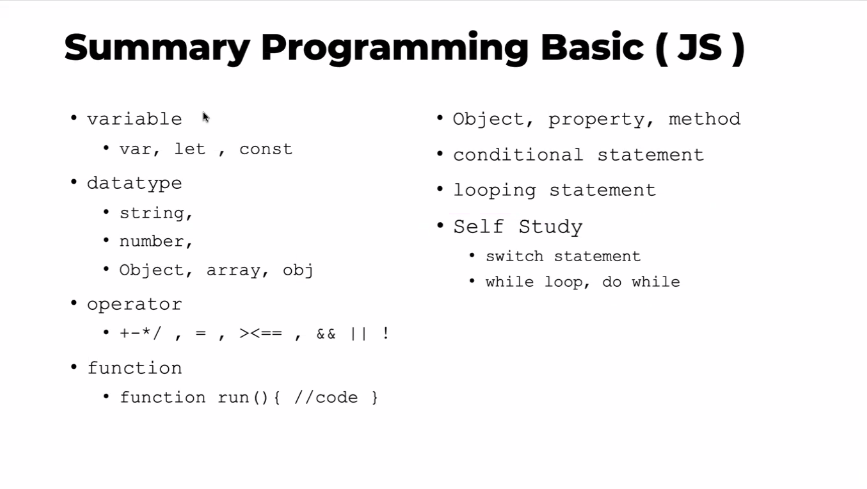 Summary Programming Basic ( JS )
• variable
• var, let , const
• datatype
• string,
• number,
• Object, array, obj
• operator
• +-*/ , = , ><== , && || !
• function
• function run(){ //code }
• Object, property, method
• conditional statement
• looping statement
• Self Study
• switch statement
• while loop, do while